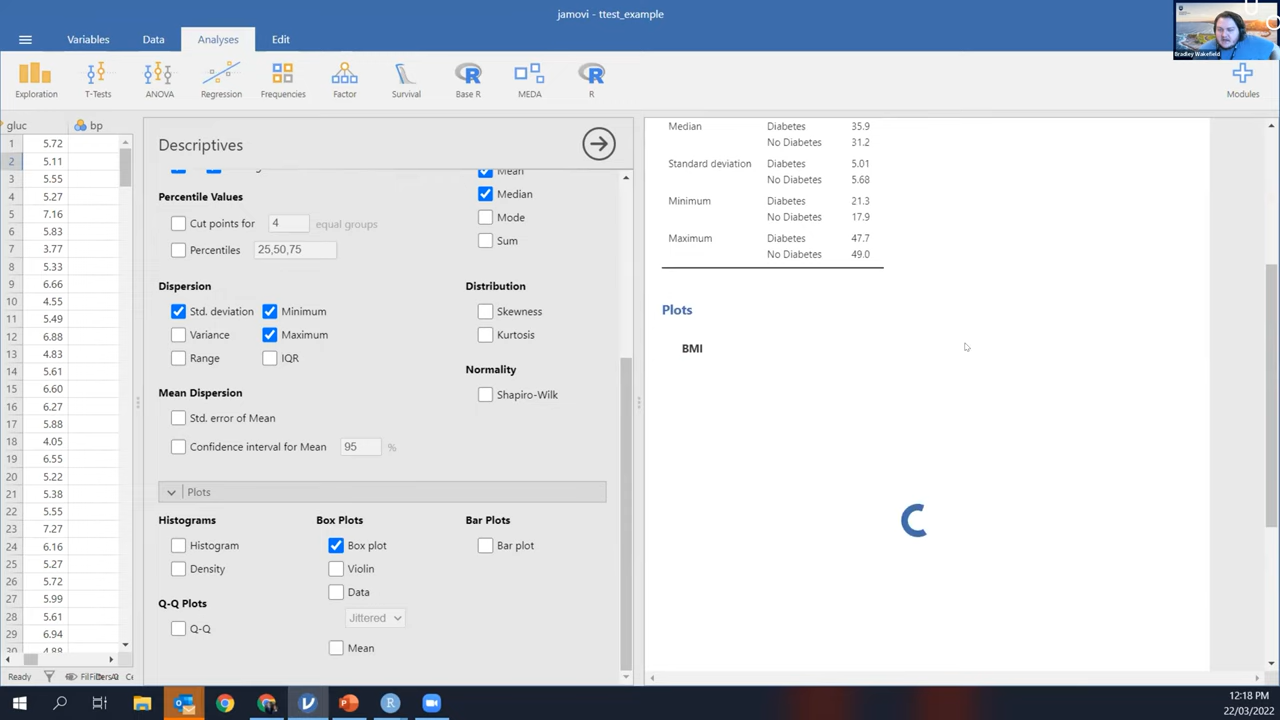 jamovi - ttest_example
Bradley Wakefield
Variables Data Analyses Edit
Exploration T-Tests ANOVA Regression Frequencies Factor Survival Base R MEDA R Modules
gluc bp
1 5.72
2 5.11
3 5.55
4 5.27
5 7.16
6 5.83
7 3.77
8 5.33
9 6.66
10 4.55
11 5.49
12 6.88
13 4.83
14 5.61
15 6.60
16 6.27
17 5.88
18 4.05
19 6.55
20 5.22
21 5.38
22 5.55
23 7.27
24 6.16
25 5.27
26 5.72
27 5.99
28 5.61
29 6.94
30 4.88
Ready
Descriptives
Mean
Percentile Values
Median
Cut points for 4 equal groups
Mode
Percentiles 25,50,75
Sum
Dispersion
Distribution
Std. deviation Minimum
Skewness
Variance Maximum
Kurtosis
Range IQR
Normality
Mean Dispersion
Shapiro-Wilk
Std. error of Mean
Confidence interval for Mean 95 %
Plots
Histograms Box Plots Bar Plots
Histogram Box plot Bar plot
Density Violin
Data
Q-Q Plots
Jittered
Q-Q
Mean
Median Diabetes 35.9
No Diabetes 31.2
Standard deviation Diabetes 5.01
No Diabetes 5.68
Minimum Diabetes 21.3
No Diabetes 17.9
Maximum Diabetes 47.7
No Diabetes 49.0
Plots
BMI
12:18 PM
22/03/2022